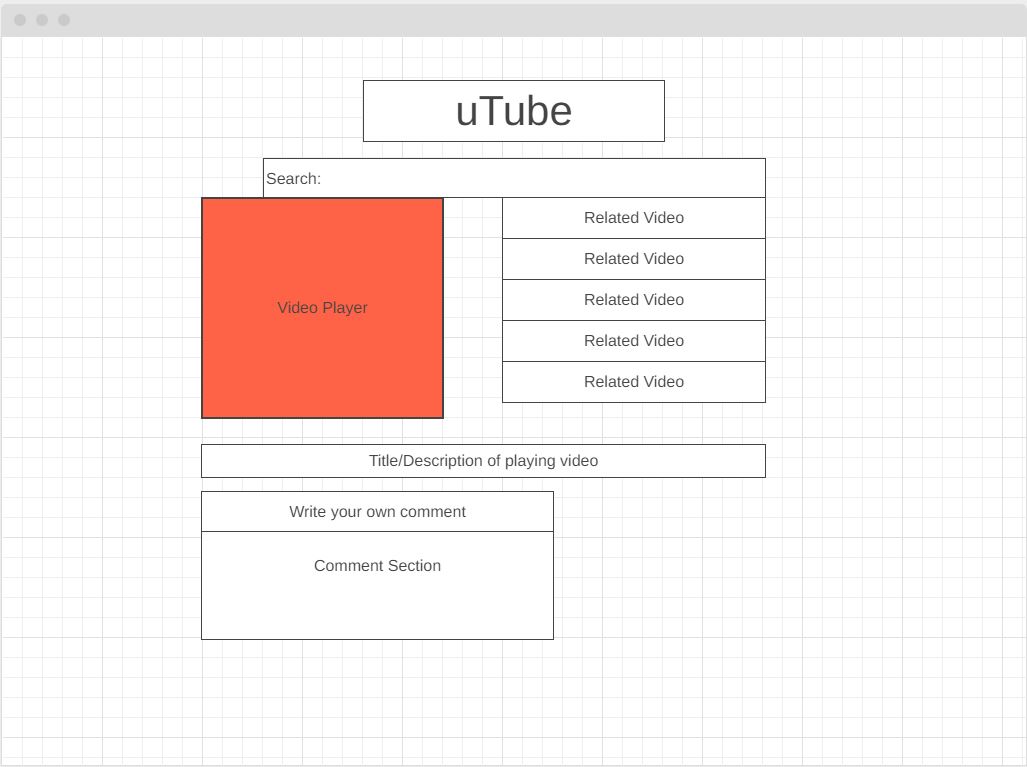 uTube
Search:
Video Player
Related Video
Related Video
Related Video
Related Video
Related Video
Title/Description of playing video
Write your own comment
Comment Section